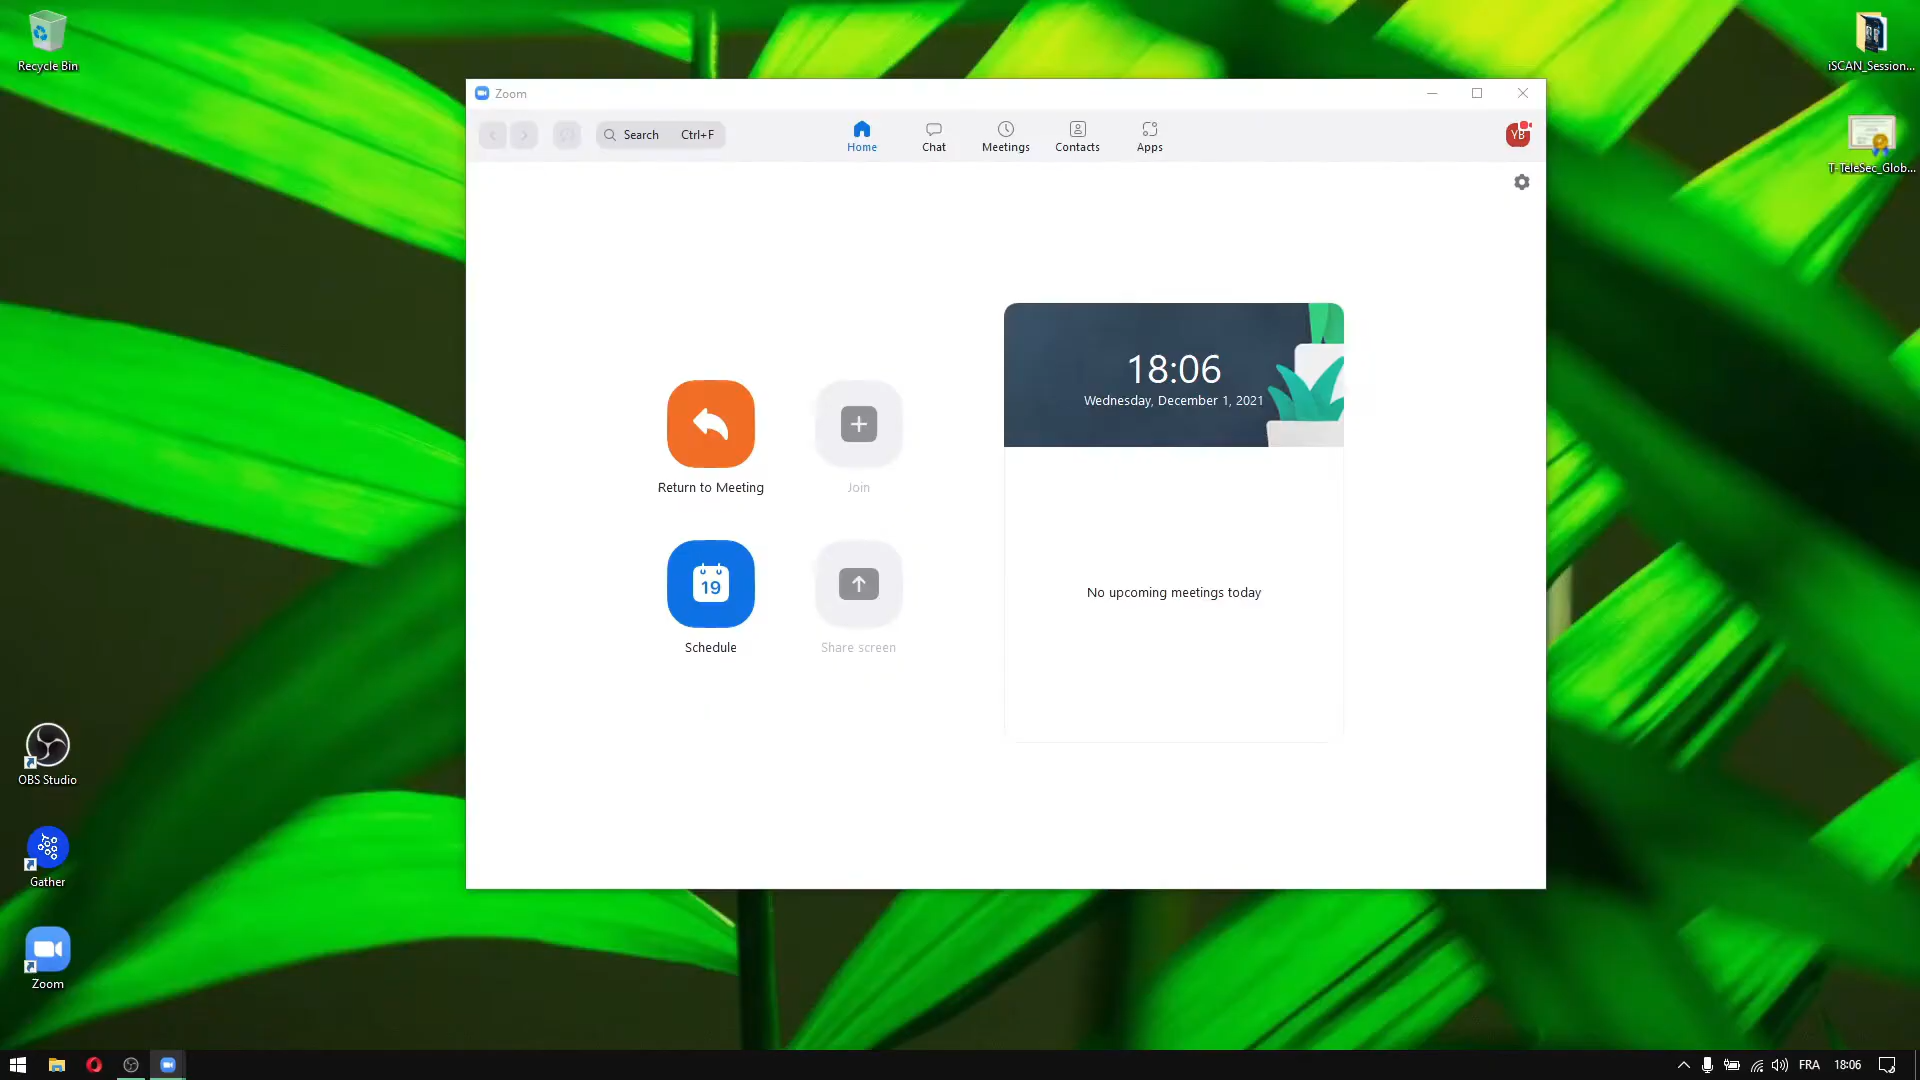 Recycle Bin
iSCAN_Session...
Zoom
Search Ctrl+F
Home
Chat
Meetings
Contacts
Apps
YB
T-TeleSec_Glob...
18:06
Wednesday, December 1, 2021
Return to Meeting
Join
19
Schedule
Share screen
No upcoming meetings today
OBS Studio
Gather
Zoom
FRA
18:06